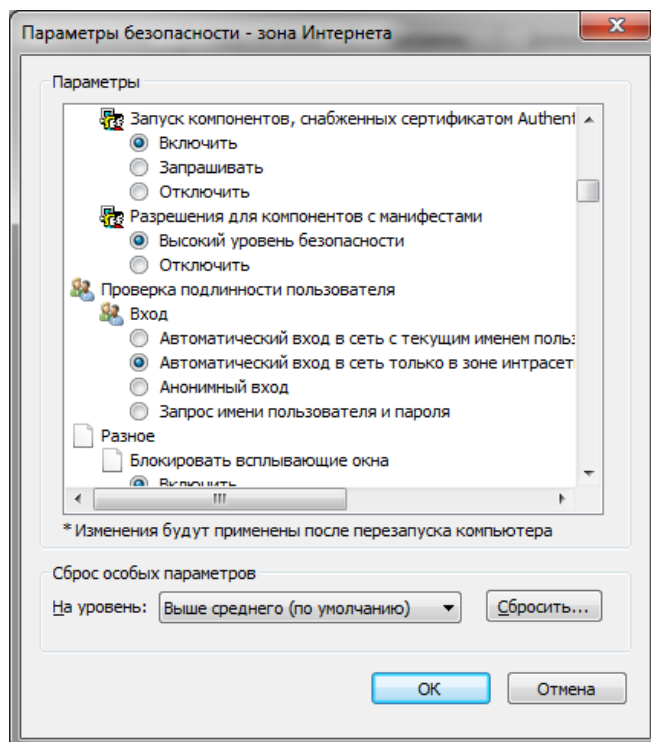 Параметры безопасности - зона Интернета
Параметры
Запуск компонентов, снабженных сертификатом Authent
Включить
Запрашивать
Отключить
Разрешения для компонентов с манифестами
Высокий уровень безопасности
Отключить
Проверка подлинности пользователя
Вход
Автоматический вход в сеть с текущим именем польз
Автоматический вход в сеть только в зоне интрасет
Анонимный вход
Запрос имени пользователя и пароля
Разное
Блокировать всплывающие окна
Включить
* Изменения будут применены после перезапуска компьютера
Сброс особых параметров
На уровень: Выше среднего (по умолчанию) Сбросить...
ОК Отмена